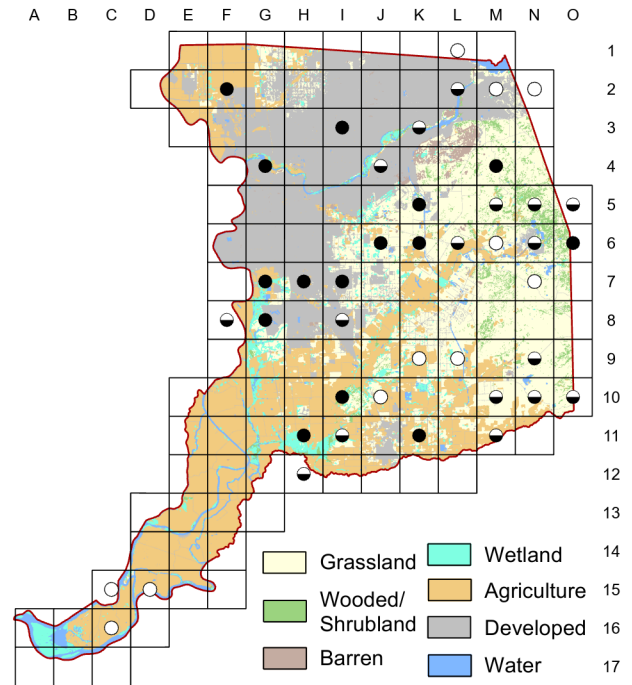 A B C D E F G H I J K L M N O
1
2
3
4
5
6
7
8
9
10
11
12
13
14
15
16
17
Grassland
Wooded/
Shrubland
Barren
Wetland
Agriculture
Developed
Water